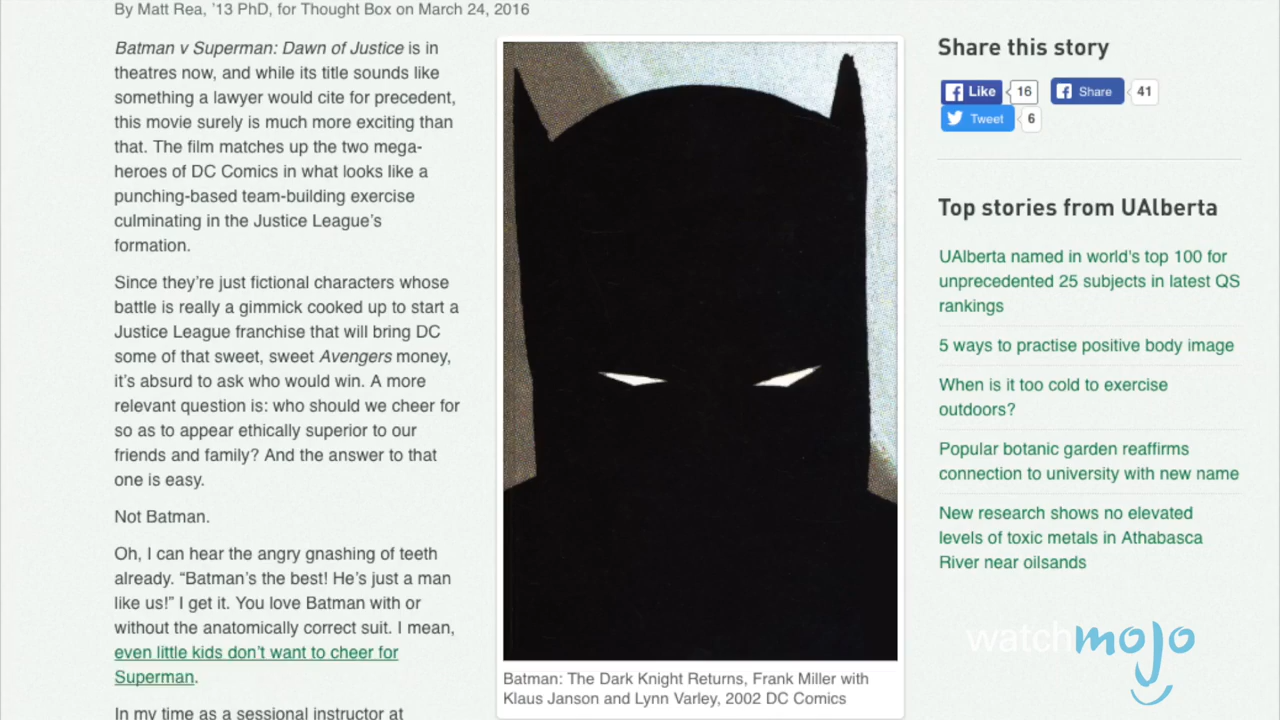 By Matt Rea, ’13 PhD, for Thought Box on March 24, 2016
Batman v Superman: Dawn of Justice is in
theatres now, and while its title sounds like
something a lawyer would cite for precedent,
this movie surely is much more exciting than
that. The film matches up the two mega-
heroes of DC Comics in what looks like a
punching-based team-building exercise
culminating in the Justice League’s
formation.
Since they’re just fictional characters whose
battle is really a gimmick cooked up to start a
Justice League franchise that will bring DC
some of that sweet, sweet Avengers money,
it’s absurd to ask who would win. A more
relevant question is: who should we cheer for
so as to appear ethically superior to our
friends and family? And the answer to that
one is easy.
Not Batman.
Oh, I can hear the angry gnashing of teeth
already. “Batman’s the best! He’s just a man
like us!” I get it. You love Batman with or
without the anatomically correct suit. I mean,
even little kids don’t want to cheer for
Superman.
In my time as a sessional instructor at
Batman: The Dark Knight Returns, Frank Miller with
Klaus Janson and Lynn Varley, 2002 DC Comics
Share this story
Like 16 Share 41
Tweet 6
Top stories from UAlberta
UAlberta named in world's top 100 for
unprecedented 25 subjects in latest QS
rankings
5 ways to practise positive body image
When is it too cold to exercise
outdoors?
Popular botanic garden reaffirms
connection to university with new name
New research shows no elevated
levels of toxic metals in Athabasca
River near oilsands
watchmojo